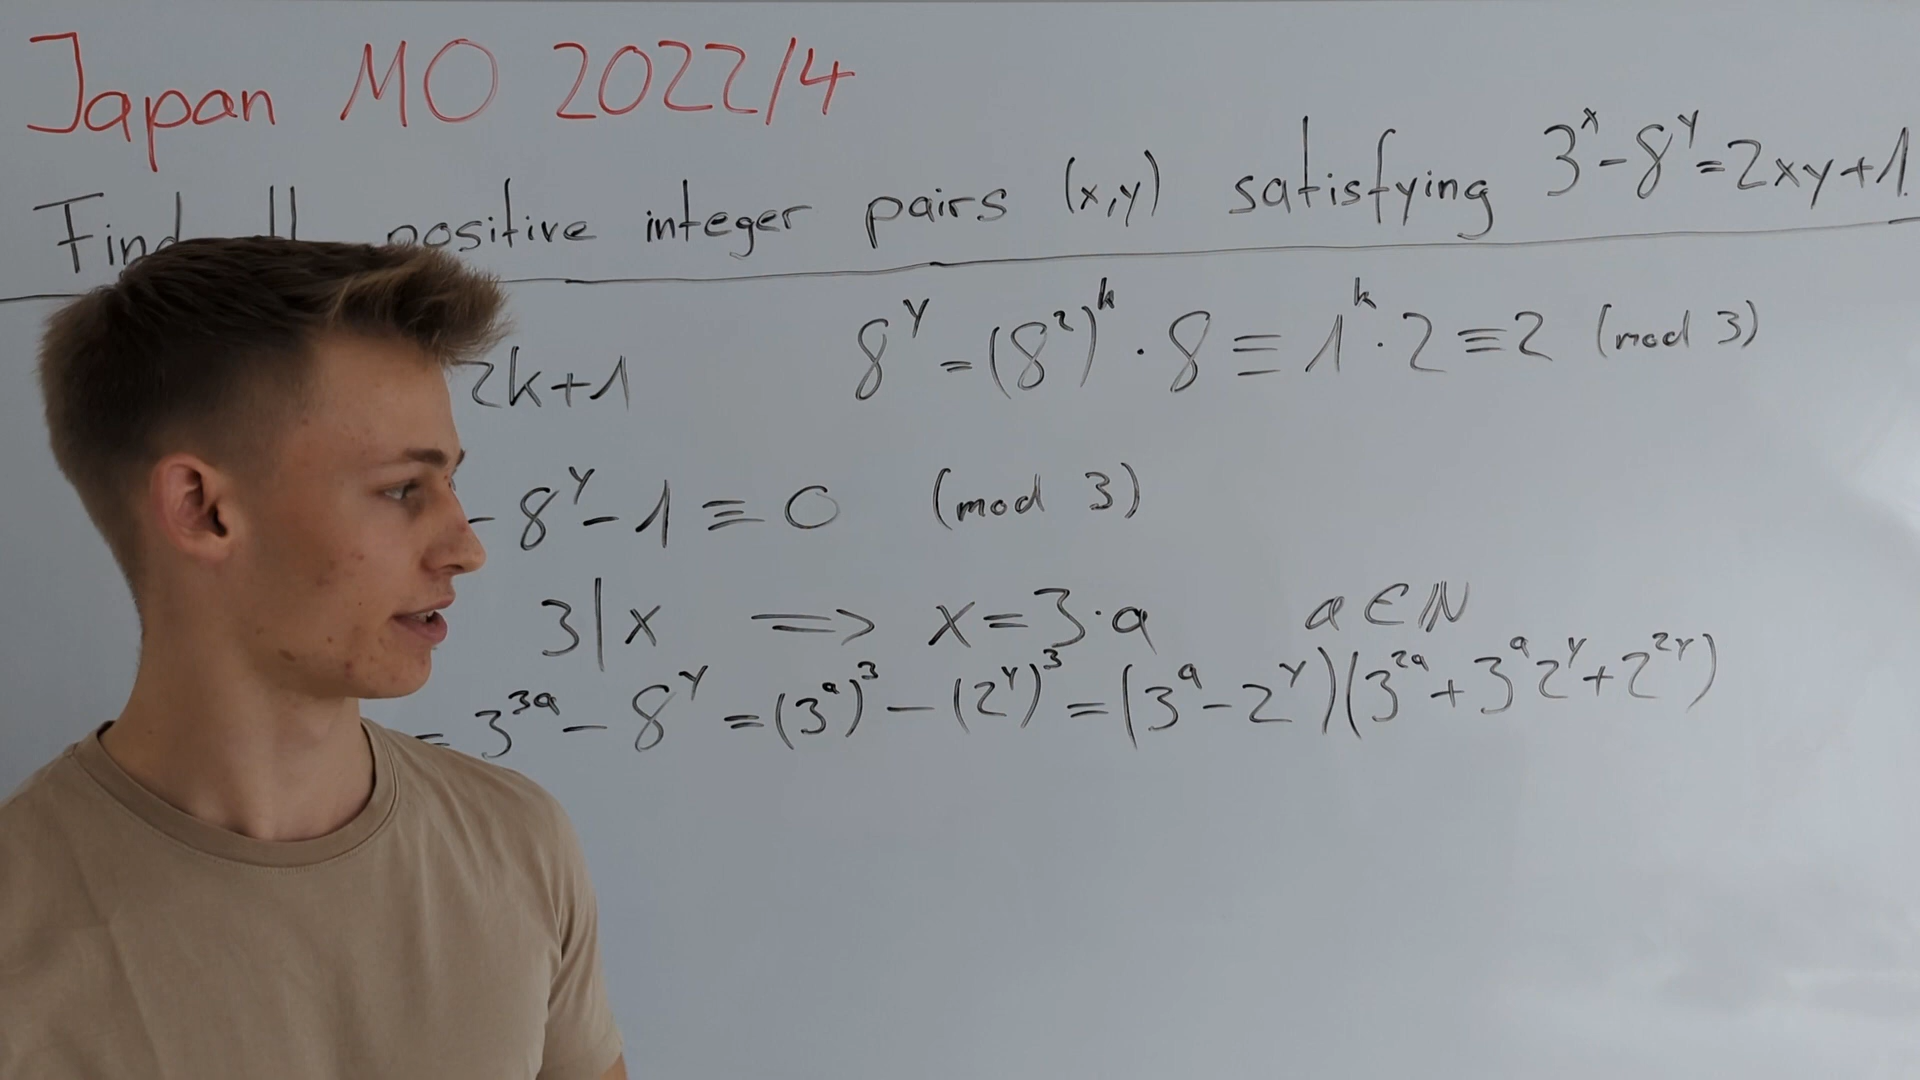 Japan MO 2022/4
Find positive integer pairs (x,y) satisfying 3^x - 8^y = 2xy + 1
2k+1 8^y = (8^2)^k · 8 ≡ 1^k · 2 ≡ 2 (mod 3)
- 8^y - 1 ≡ 0 (mod 3)
3|x => x = 3·a a ∈ N
= 3^{3a} - 8^y = (3^a)^3 - (2^y)^3 = (3^a - 2^y)(3^{2a} + 3^a 2^y + 2^{2y})